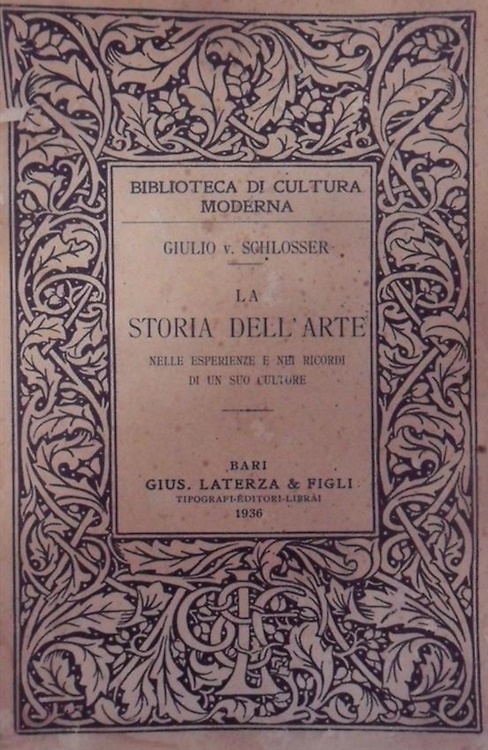 BIBLIOTECA DI CULTURA
MODERNA
GIULIO v. SCHLOSSER
LA
STORIA DELL'ARTE
NELLE ESPERIENZE E NEI RICORDI
DI UN SUO CULTORE
BARI
GIUS. LATERZA & FIGLI
TIPOGRAFI-EDITORI-LIBRAI
1936